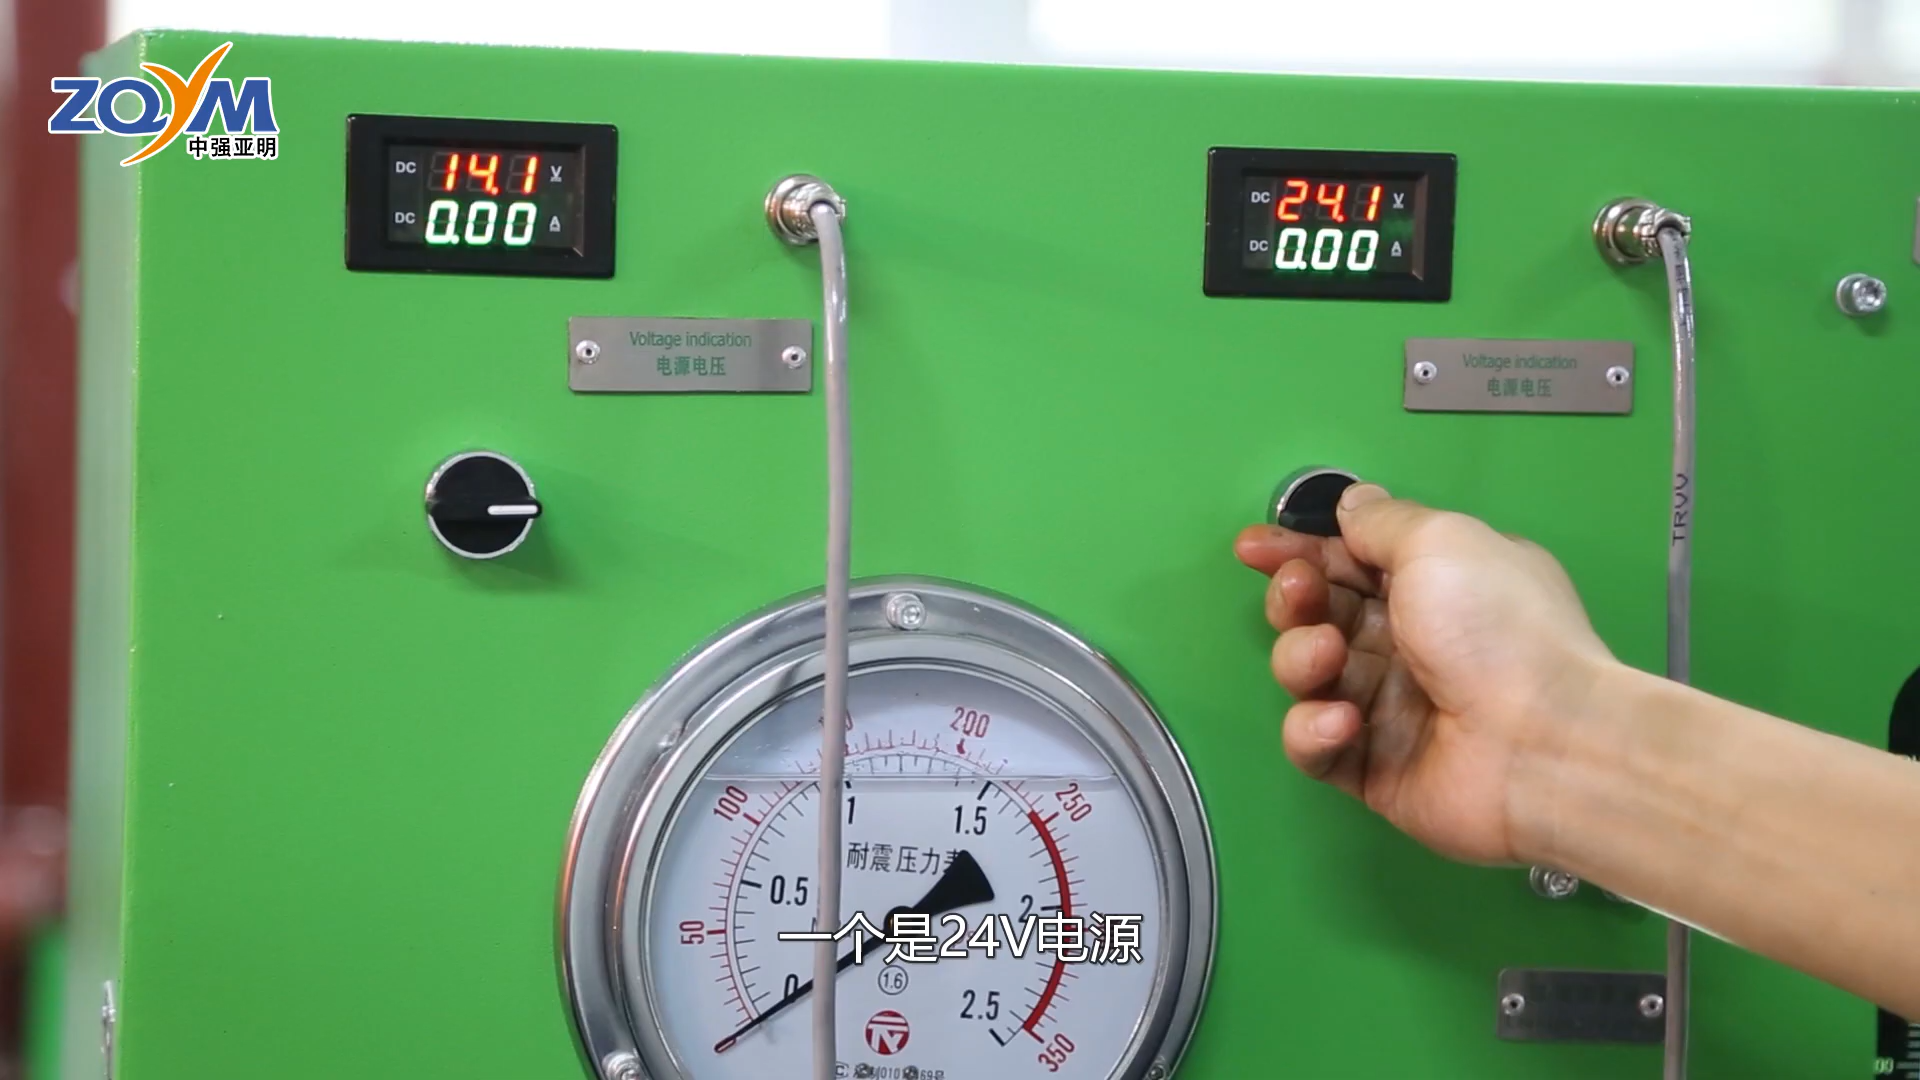 ZQYM
中强亚明
DC 14.1 V
DC 0.00 A
DC 24.1 V
DC 0.00 A
Voltage indication
电源电压
Voltage indication
电源电压
TRVV
200
100
250
1
1.5
耐震压力表
0.5
2
50
一个是24V电源
0
1.6
2.5
350